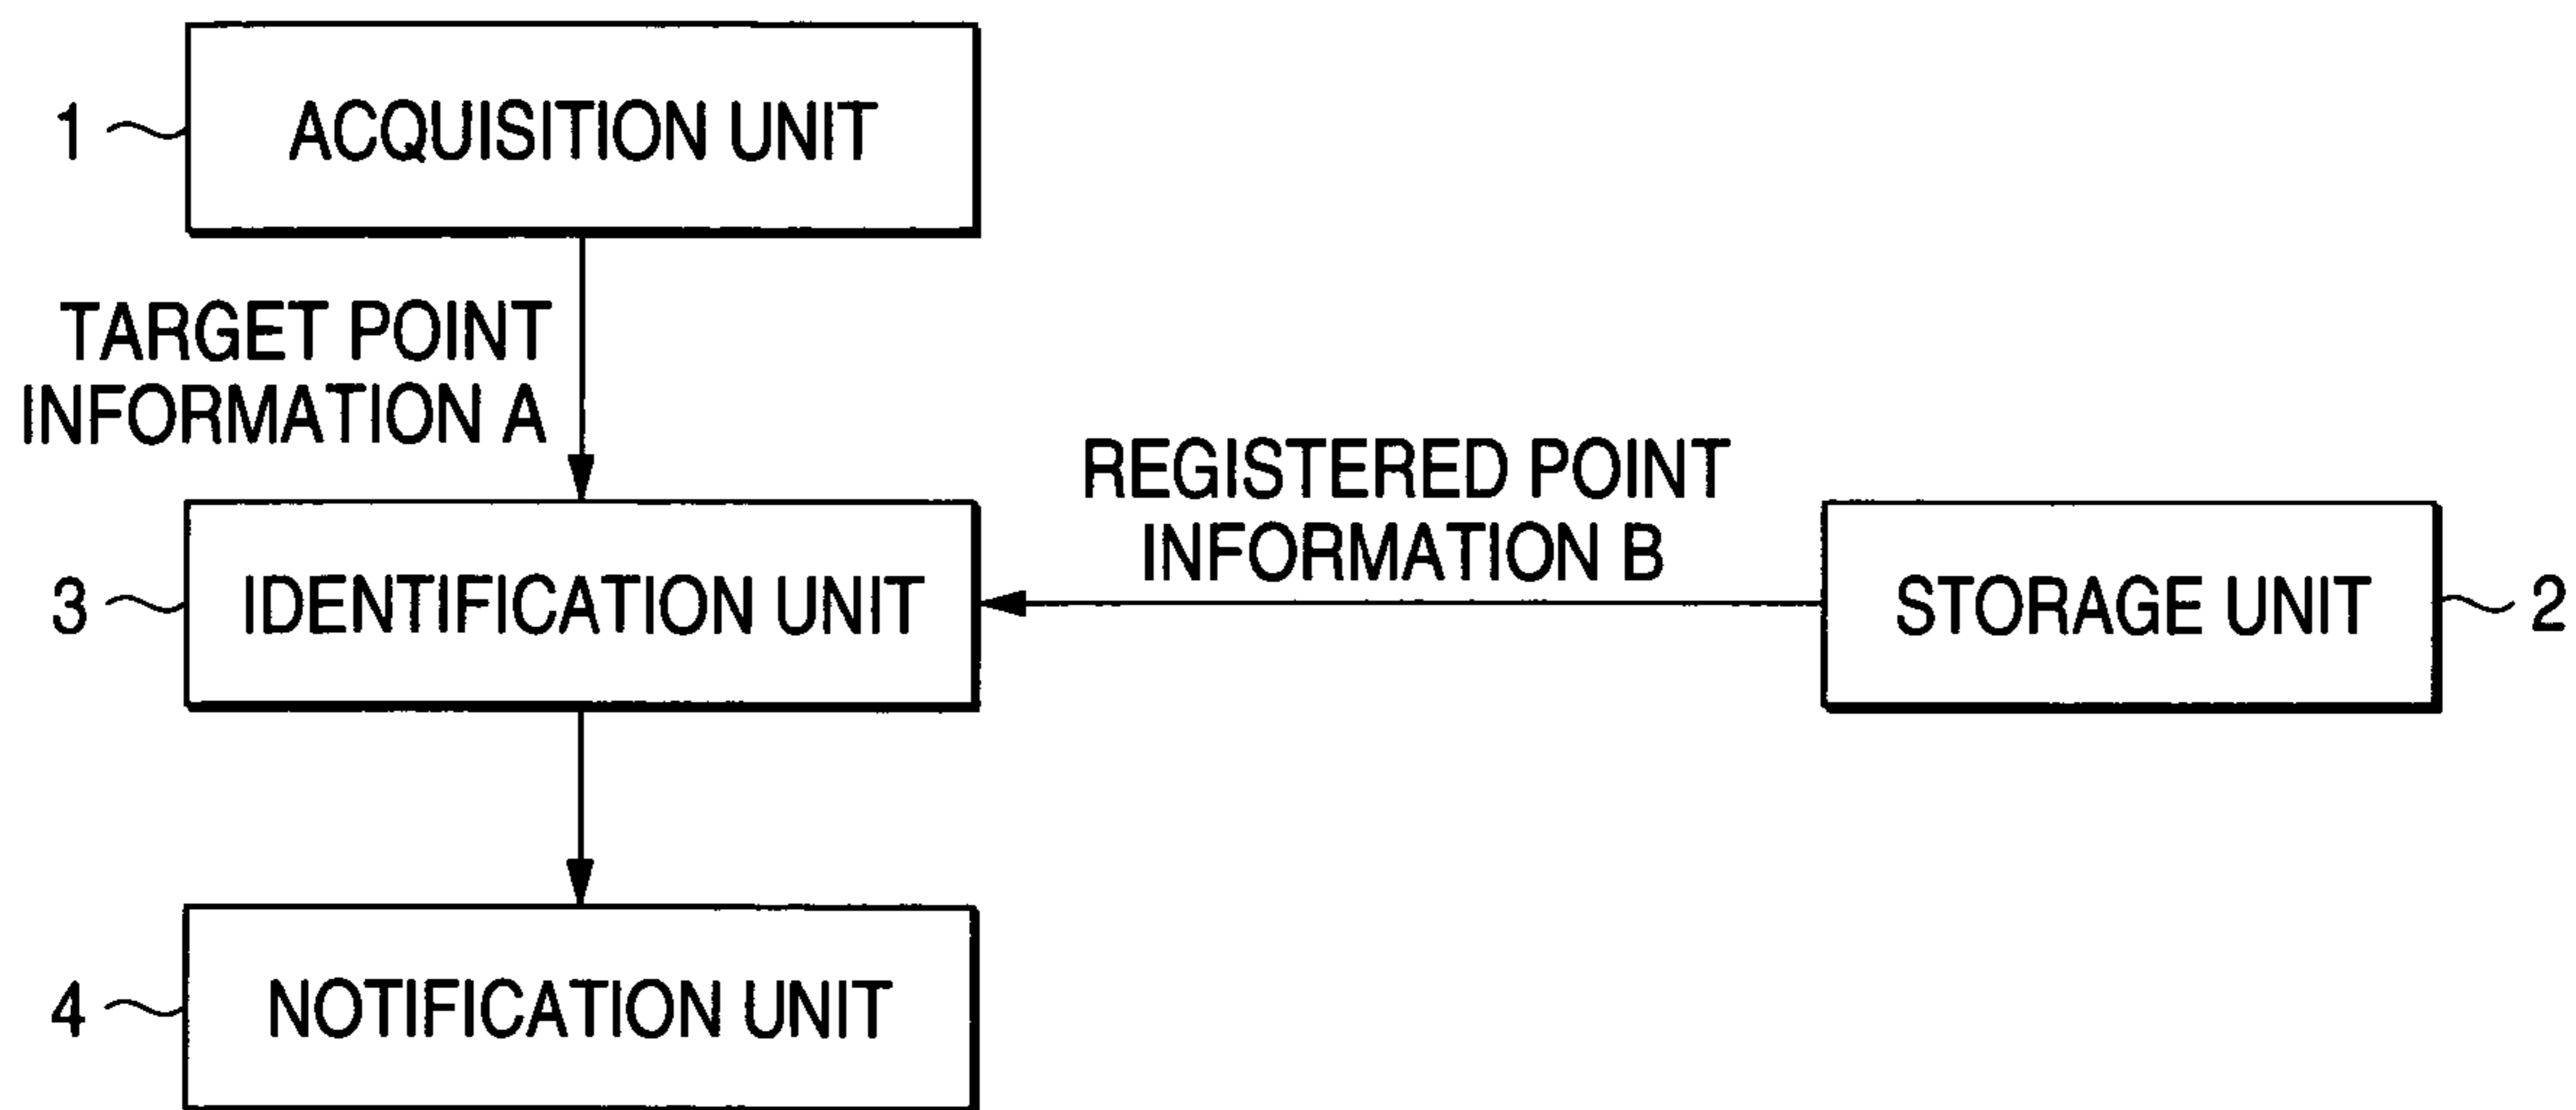 1
ACQUISITION UNIT
TARGET POINT
INFORMATION A
REGISTERED POINT
INFORMATION B
3
IDENTIFICATION UNIT
STORAGE UNIT
2
4
NOTIFICATION UNIT